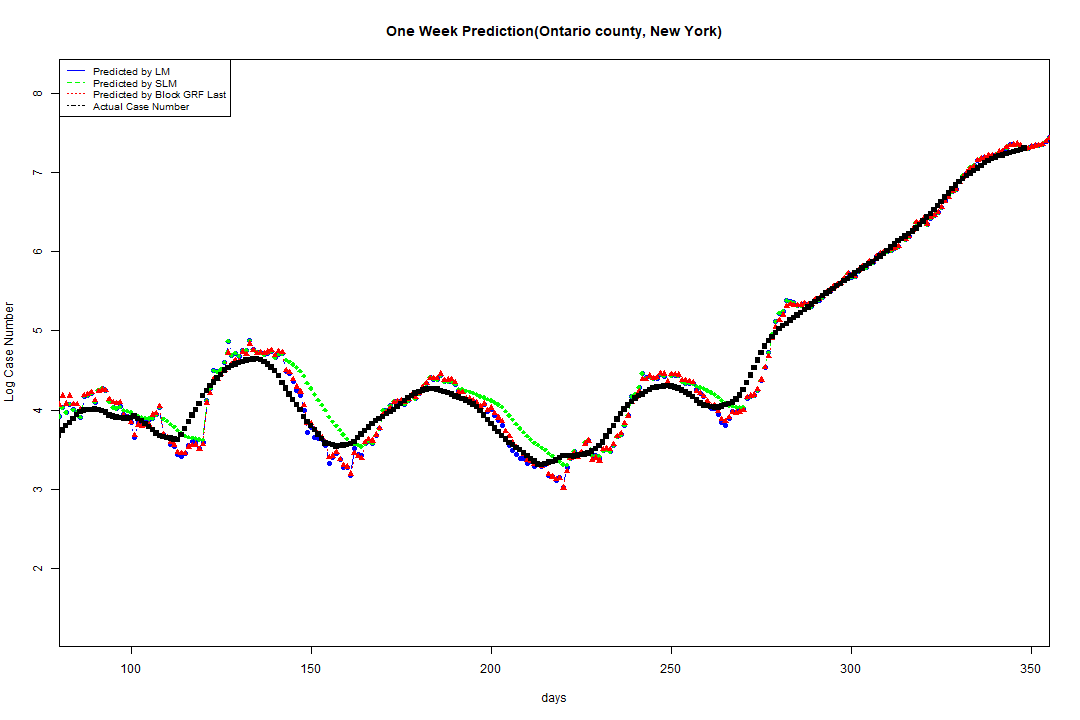 One Week Prediction(Ontario county, New York)
Predicted by LM
Predicted by SLM
Predicted by Block GRF Last
Actual Case Number
8
7
6
5
4
3
2
Log Case Number
100 150 200 250 300 350
days